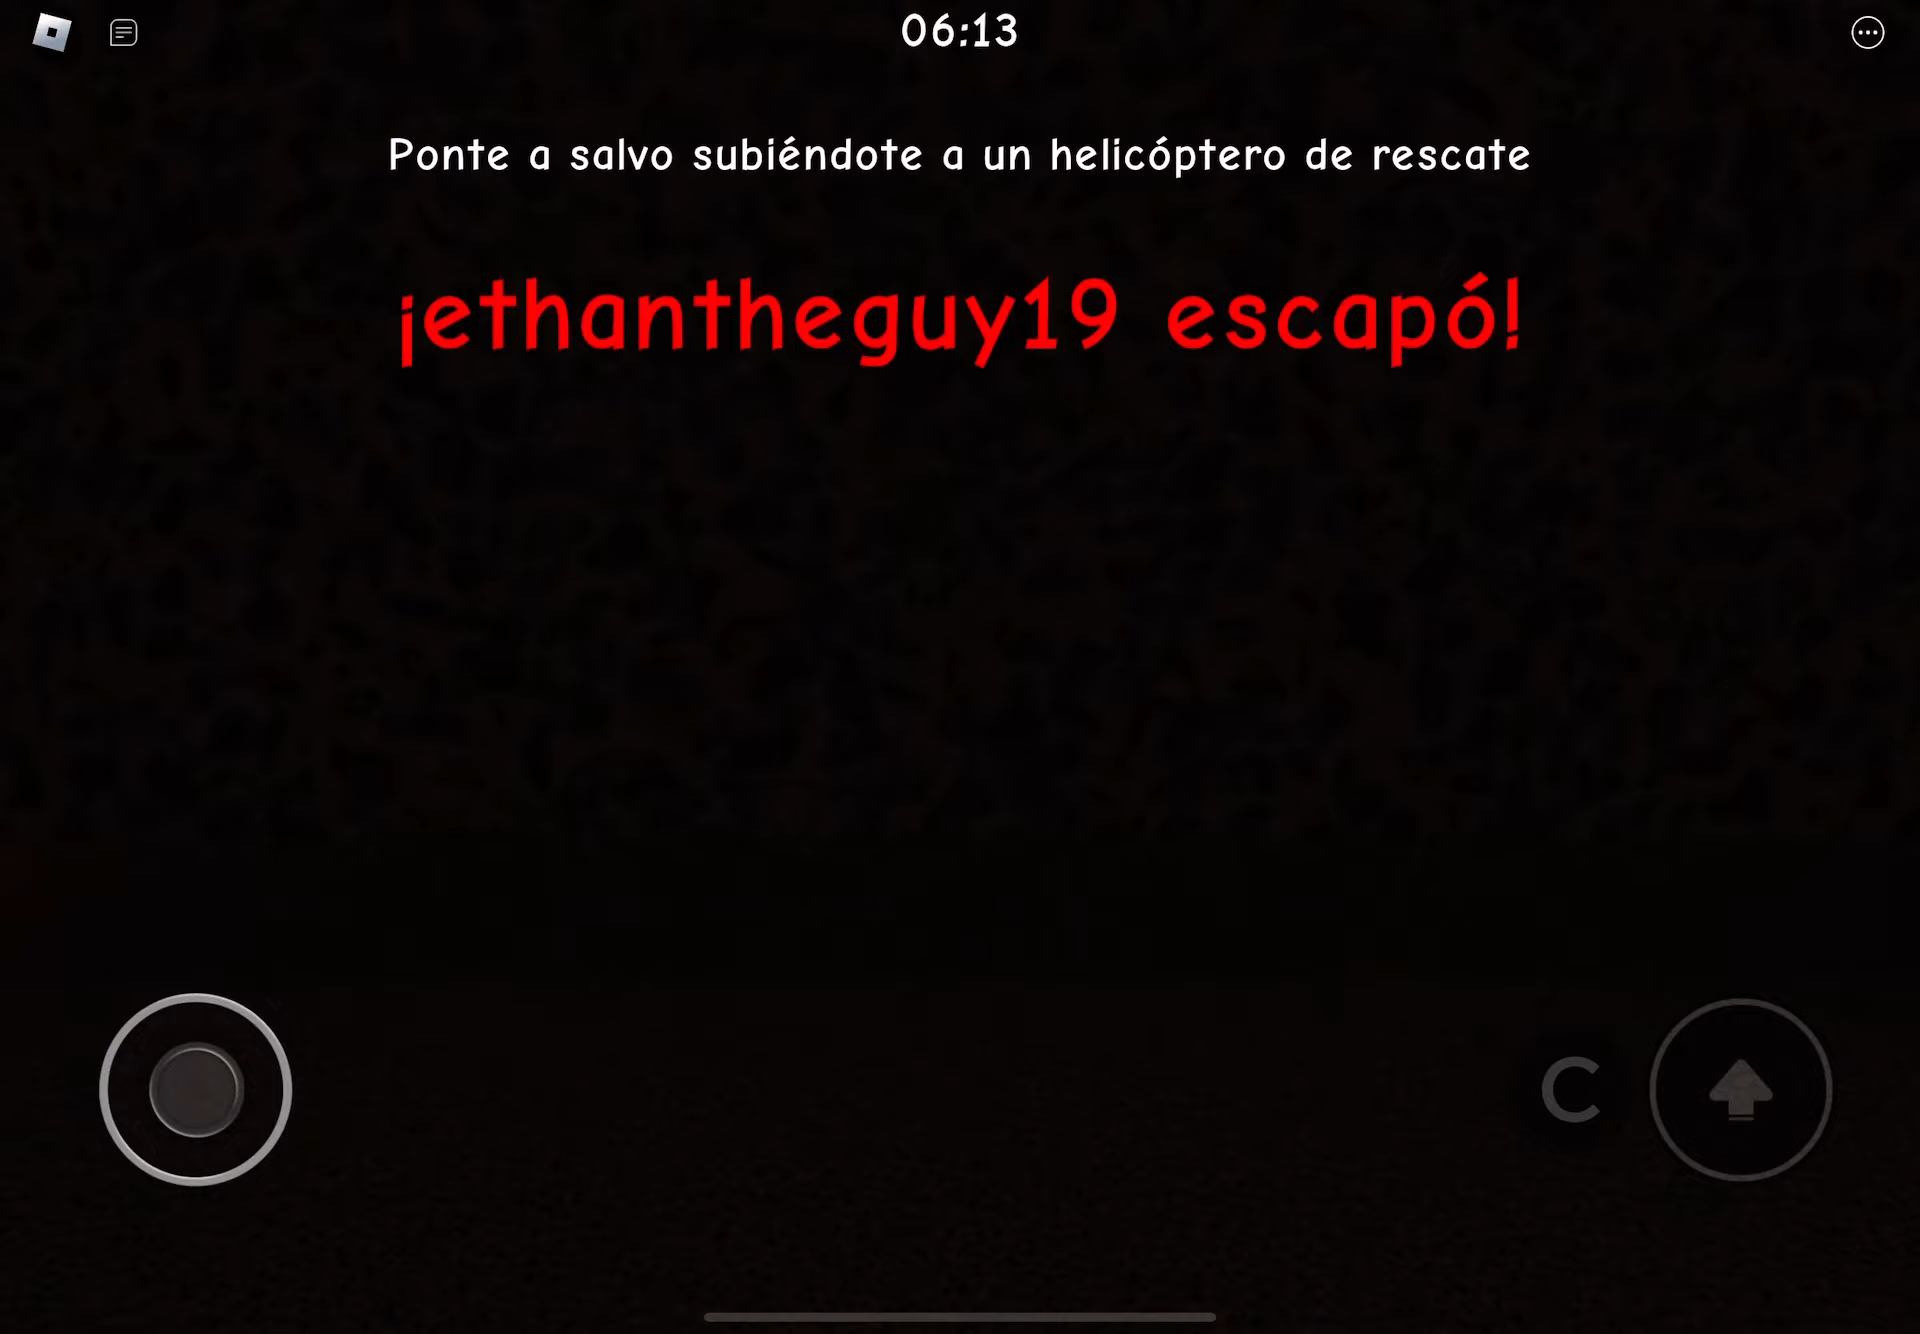 06:13
Ponte a salvo subiéndote a un helicóptero de rescate
¡ethantheguy19 escapó!
C